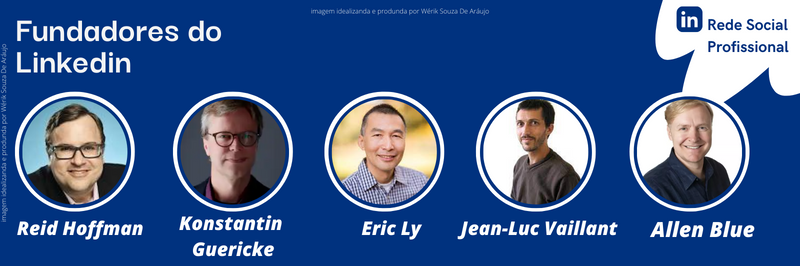 imagem idealizanda e produnda por Wérik Souza De Aráujo
Fundadores do
Linkedin
in
Rede Social
Profissional
imagem idealizanda e produnda por Wérik Souza De Aráujo
Reid Hoffman
Konstantin
Guericke
Eric Ly
Jean-Luc Vaillant
Allen Blue